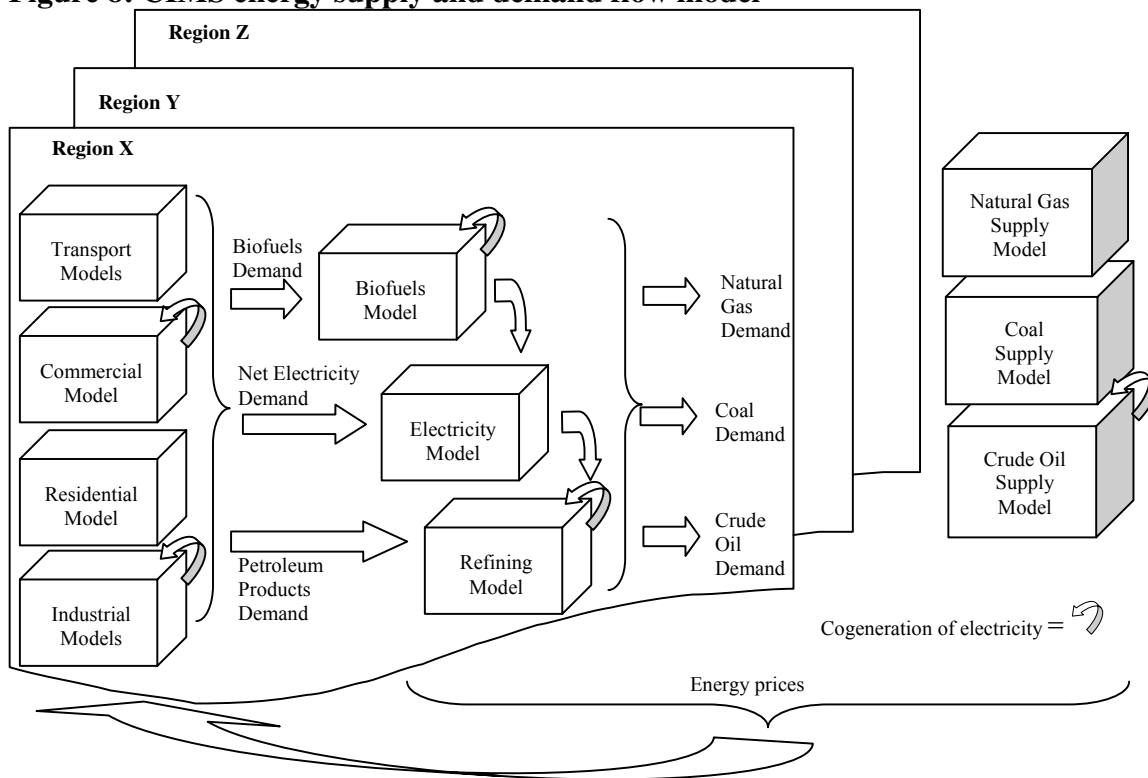 Figure 8: CIMS energy supply and demand flow model
Region Z
Region Y
Region X
Transport
Models
Commercial
Model
Residential
Model
Industrial
Models
Biofuels
Demand
Net Electricity
Demand
Petroleum
Products
Demand
Biofuels
Model
Electricity
Model
Refining
Model
Natural
Gas
Demand
Coal
Demand
Crude
Oil
Demand
Natural Gas
Supply
Model
Coal
Supply
Model
Crude Oil
Supply
Model
Cogeneration of electricity =
Energy prices